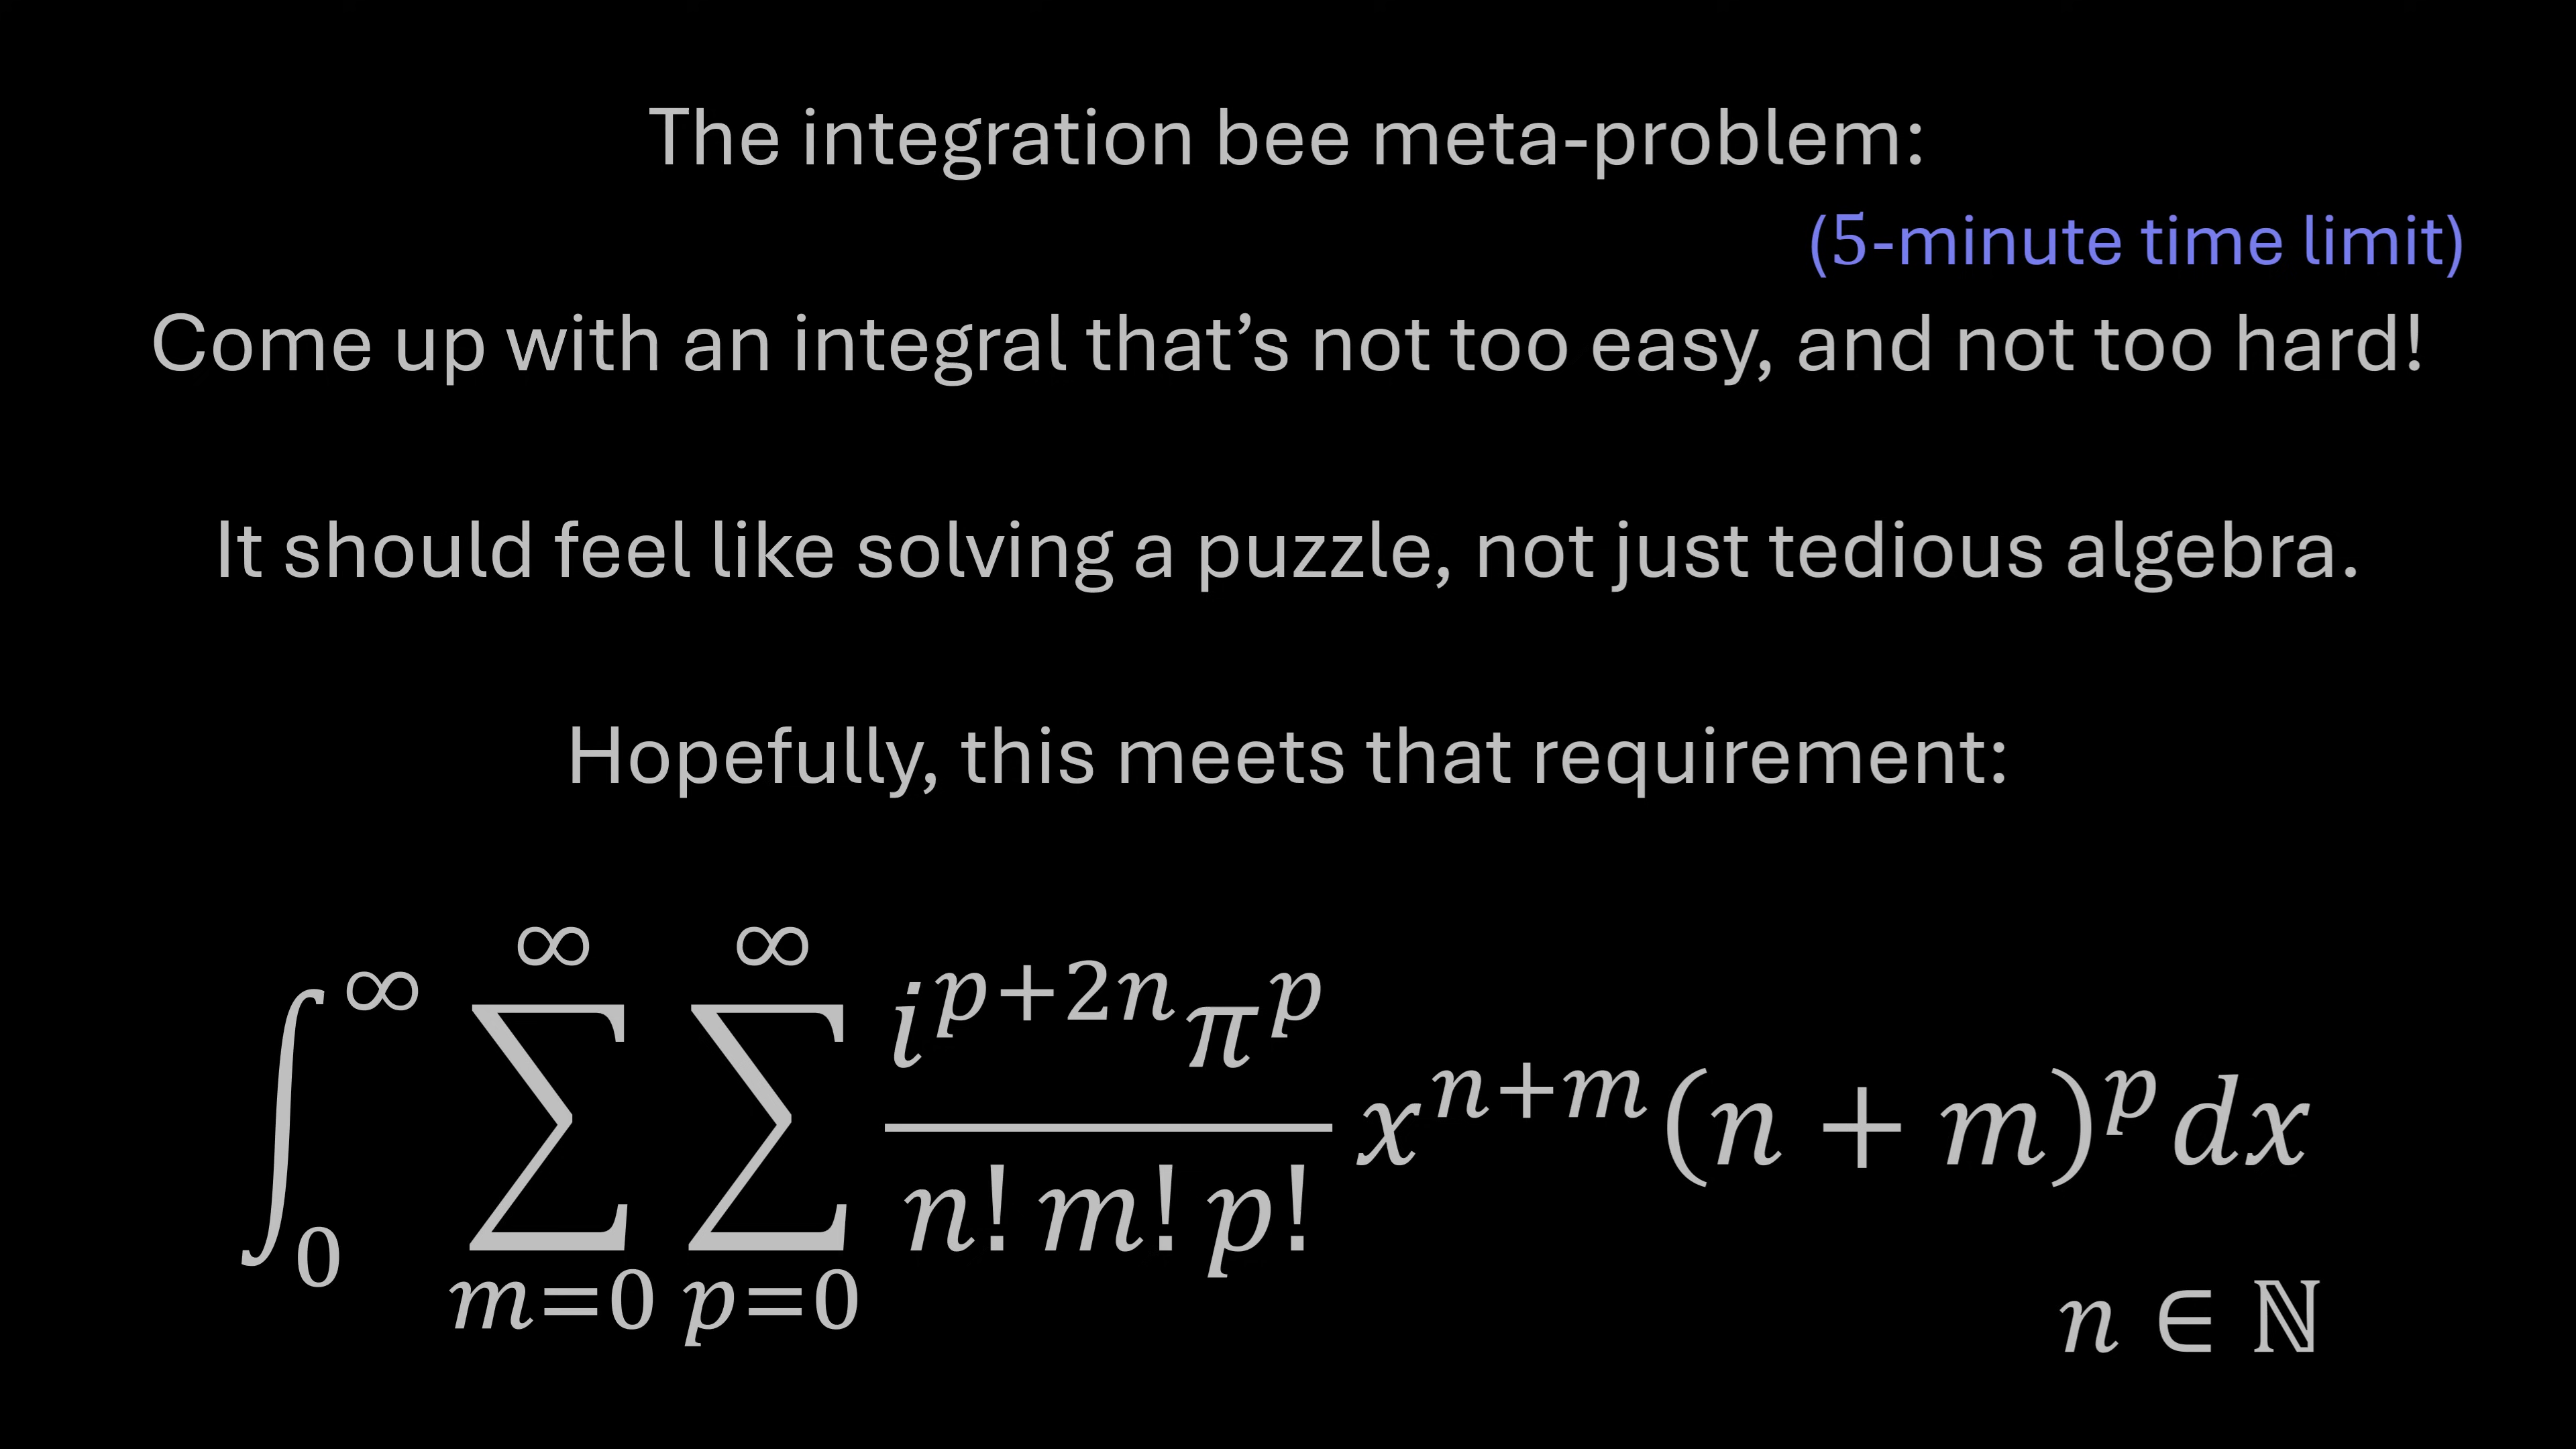 The integration bee meta-problem:
(5-minute time limit)
Come up with an integral that’s not too easy, and not too hard!
It should feel like solving a puzzle, not just tedious algebra.
Hopefully, this meets that requirement:
∫₀^∞ ∑_{m=0}^∞ ∑_{p=0}^∞ (i^{p+2n} π^p)/(n! m! p!) x^{n+m} (n + m)^p dx
n ∈ ℕ